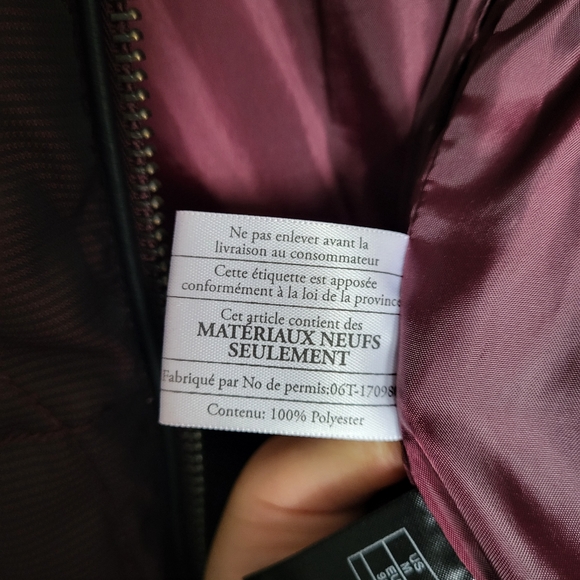 Ne pas enlever avant la
livraison au consommateur
Cette étiquette est apposée
conformément à la loi de la province
Cet article contient des
MATÉRIAUX NEUFS
SEULEMENT
Fabriqué par No de permis:06T-17098
Contenu: 100% Polyester
US
M